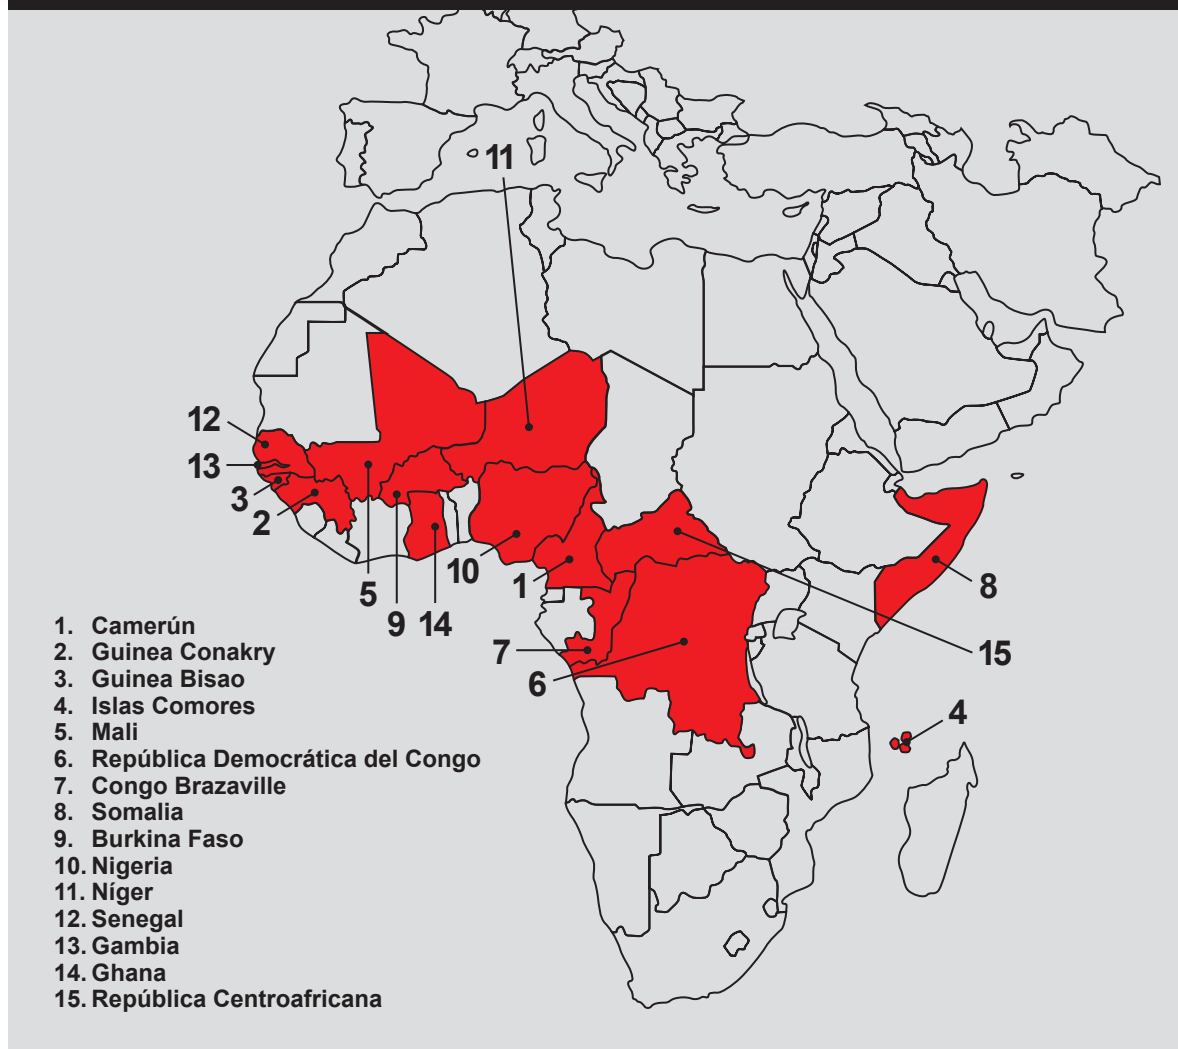 11
12
13
3
2
5
9
14
10
1
7
6
8
15
4
1. Camerún
2. Guinea Conakry
3. Guinea Bisao
4. Islas Comores
5. Mali
6. República Democrática del Congo
7. Congo Brazaville
8. Somalia
9. Burkina Faso
10. Nigeria
11. Níger
12. Senegal
13. Gambia
14. Ghana
15. República Centroafricana